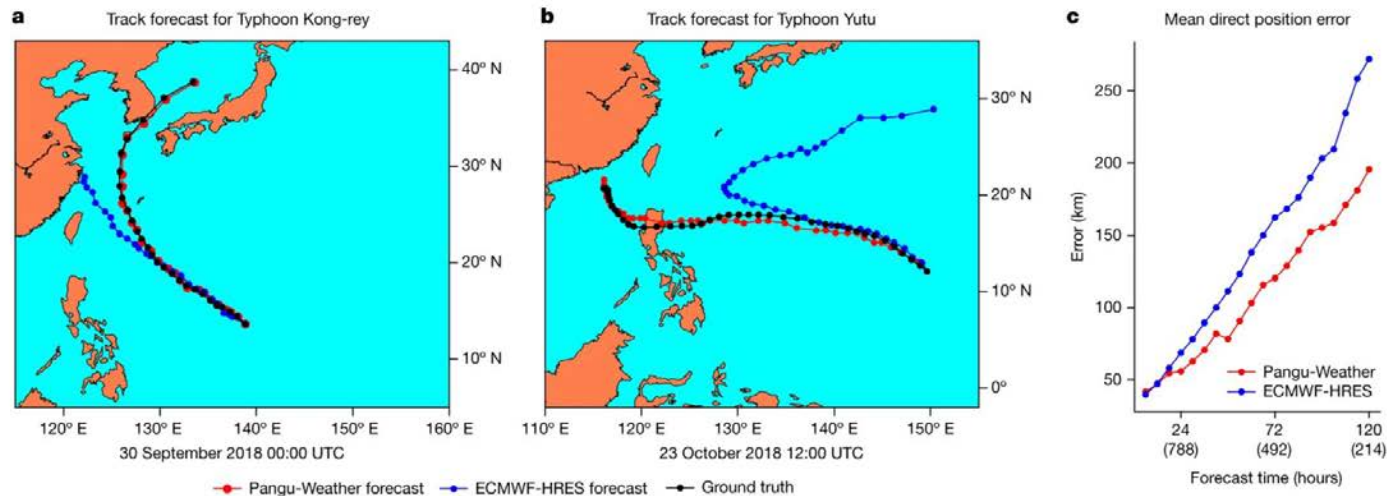 a
Track forecast for Typhoon Kong-rey
40° N
30° N
20° N
10° N
120° E
130° E
140° E
150° E
160° E
30 September 2018 00:00 UTC
b
Track forecast for Typhoon Yutu
30° N
20° N
10° N
0°
110° E
120° E
130° E
140° E
150° E
23 October 2018 12:00 UTC
Pangu-Weather forecast
ECMWF-HRES forecast
Ground truth
c
Mean direct position error
Error (km)
250
200
150
100
50
Pangu-Weather
ECMWF-HRES
24
72
120
(788)
(492)
(214)
Forecast time (hours)